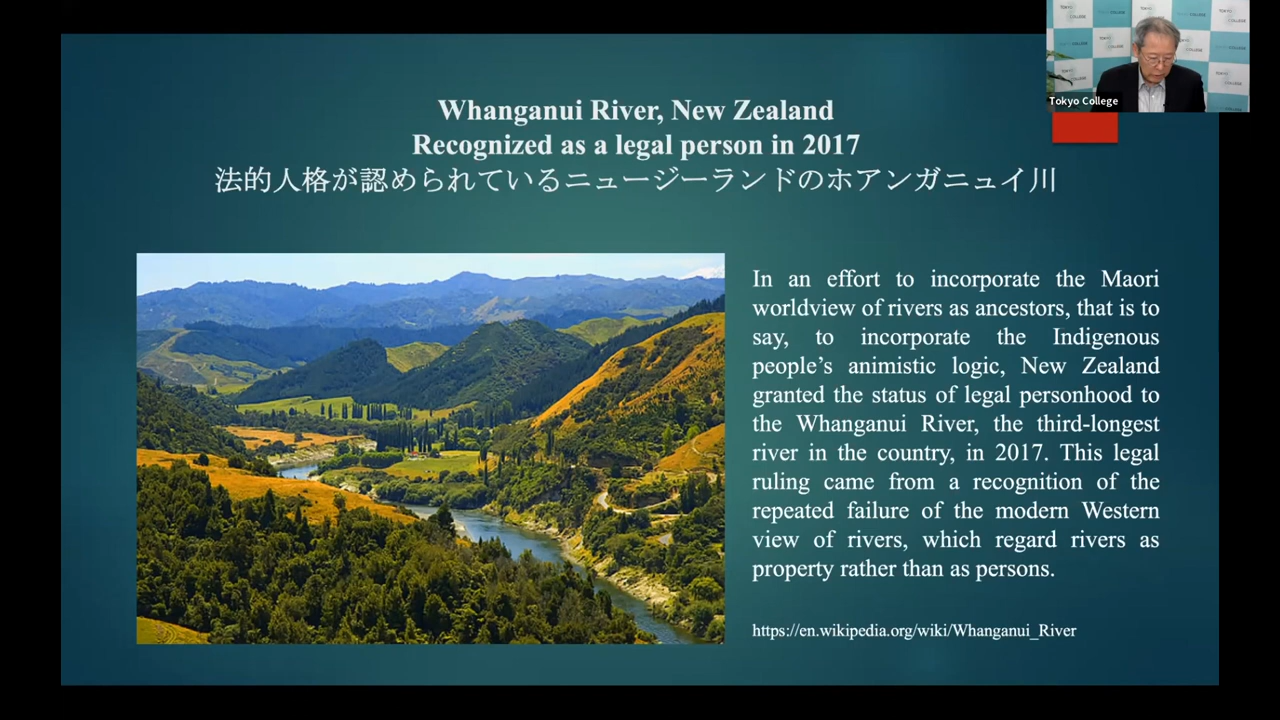 Whanganui River, New Zealand
Recognized as a legal person in 2017
法的人格が認められているニュージーランドのホアンガニュイ川
In an effort to incorporate the Maori
worldview of rivers as ancestors, that is to
say, to incorporate the Indigenous
people’s animistic logic, New Zealand
granted the status of legal personhood to
the Whanganui River, the third-longest
river in the country, in 2017. This legal
ruling came from a recognition of the
repeated failure of the modern Western
view of rivers, which regard rivers as
property rather than as persons.
https://en.wikipedia.org/wiki/Whanganui_River
Tokyo College